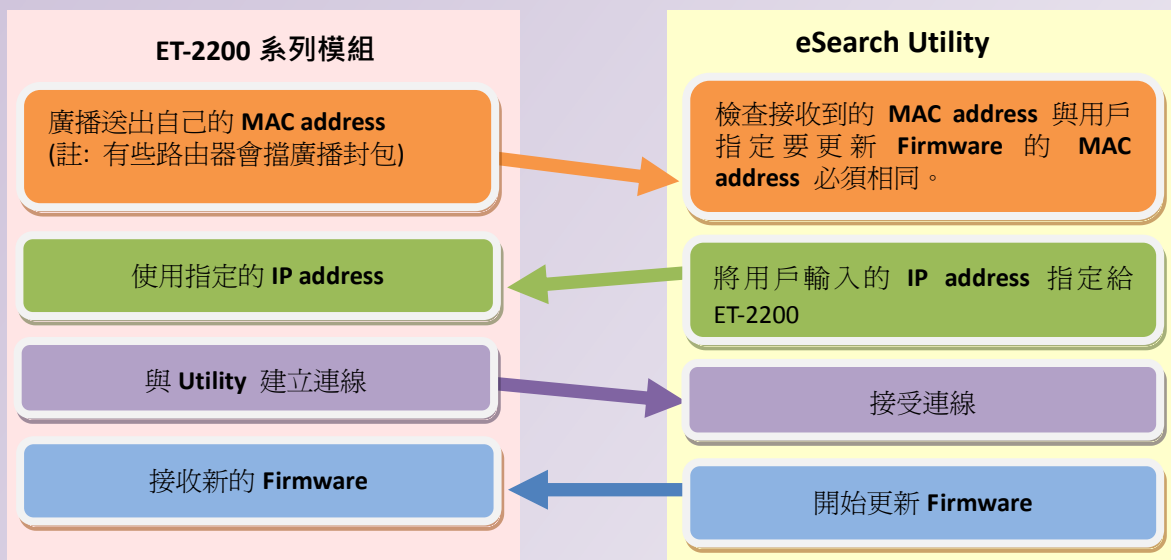 ET-2200 系列模組
廣播送出自己的 MAC address
(註: 有些路由器會擋廣播封包)
使用指定的 IP address
與 Utility 建立連線
接收新的 Firmware
eSearch Utility
檢查接收到的 MAC address 與用戶
指定要更新 Firmware 的 MAC
address 必須相同。
將用戶輸入的 IP address 指定給
ET-2200
接受連線
開始更新 Firmware